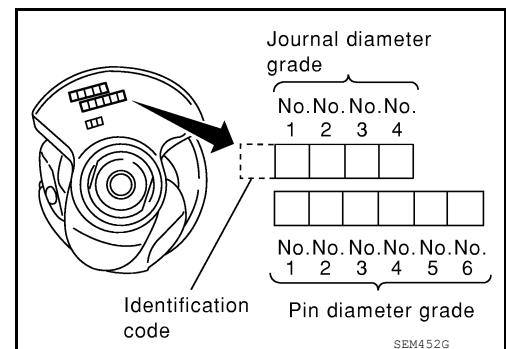 Journal diameter
grade
No.No.No.No.
1 2 3 4
No.No.No.No.No.No.
1 2 3 4 5 6
Identification
code
Pin diameter grade
SEM452G